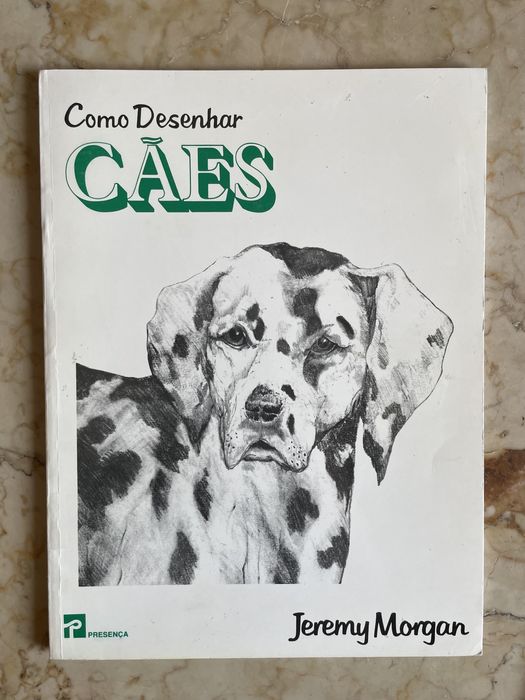 Como Desenhar
CÃES
PRESENÇA
Jeremy Morgan